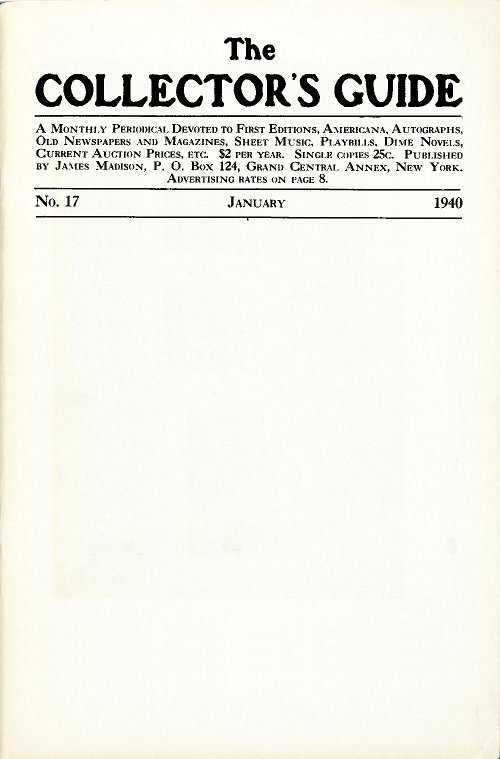 The
COLLECTOR'S GUIDE
A Monthly Periodical Devoted to First Editions, Americana, Autographs,
Old Newspapers and Magazines, Sheet Music, Playbills, Dime Novels,
Current Auction Prices, etc. $2 per year. Single copies 25c. Published
by James Madison, P. O. Box 124, Grand Central Annex, New York.
Advertising rates on page 8.
No. 17 January 1940